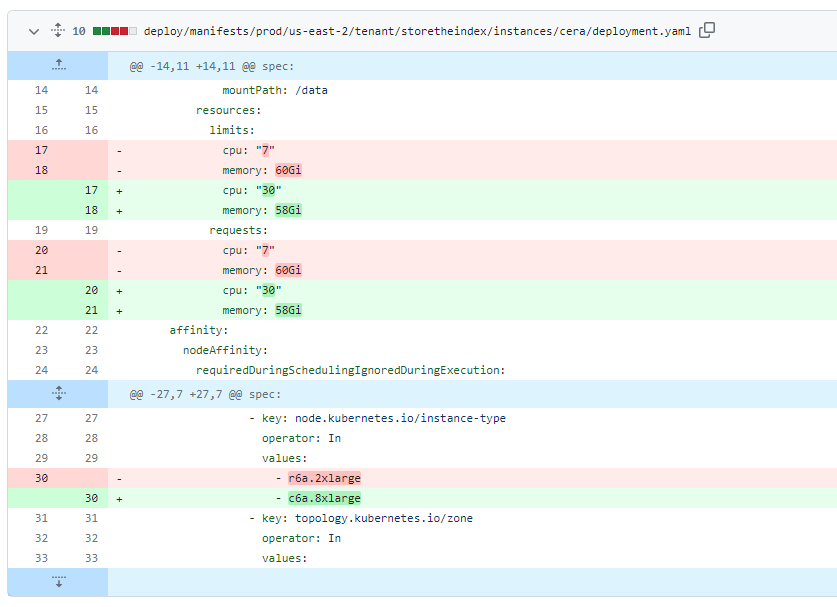 10 deploy/manifests/prod/us-east-2/tenant/storetheindex/instances/cera/deployment.yaml
@@ -14,11 +14,11 @@ spec:
14 14 mountPath: /data
15 15 resources:
16 16 limits:
17 - cpu: "7"
18 - memory: 60Gi
17 + cpu: "30"
18 + memory: 58Gi
19 19 requests:
20 - cpu: "7"
21 - memory: 60Gi
20 + cpu: "30"
21 + memory: 58Gi
22 22 affinity:
23 23 nodeAffinity:
24 24 requiredDuringSchedulingIgnoredDuringExecution:
@@ -27,7 +27,7 @@ spec:
27 27 - key: node.kubernetes.io/instance-type
28 28 operator: In
29 29 values:
30 - - r6a.2xlarge
30 + - c6a.8xlarge
31 31 - key: topology.kubernetes.io/zone
32 32 operator: In
33 33 values: